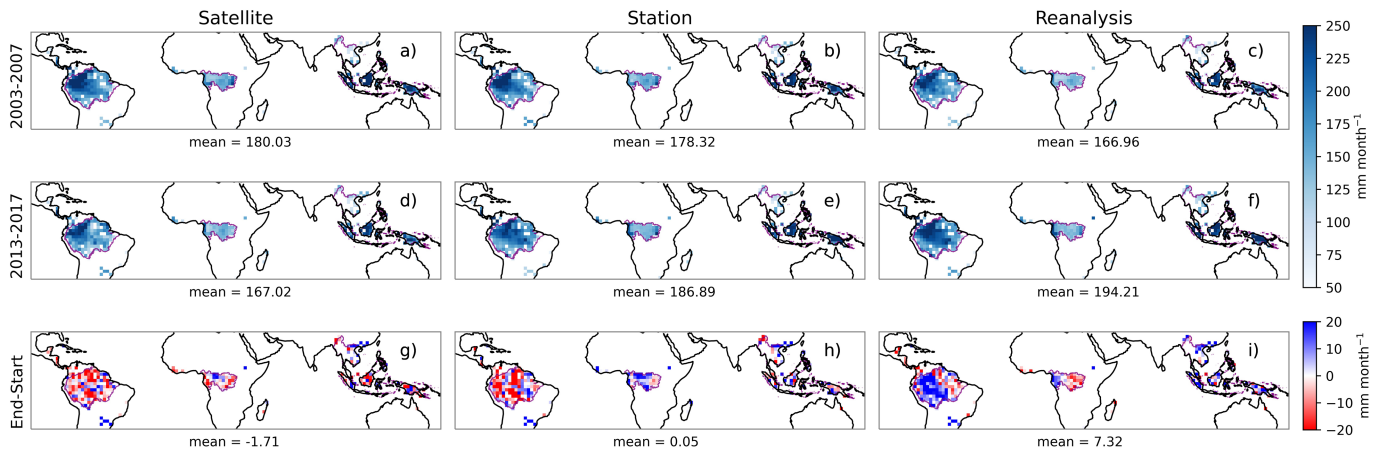 Satellite Station Reanalysis
2003-2007
a) b) c)
mean = 180.03 mean = 178.32 mean = 166.96
2013-2017
d) e) f)
mean = 167.02 mean = 186.89 mean = 194.21
250
225
200
175
150
125
100
75
50
mm month⁻¹
End-Start
g) h) i)
mean = -1.71 mean = 0.05 mean = 7.32
20
10
0
−10
−20
mm month⁻¹